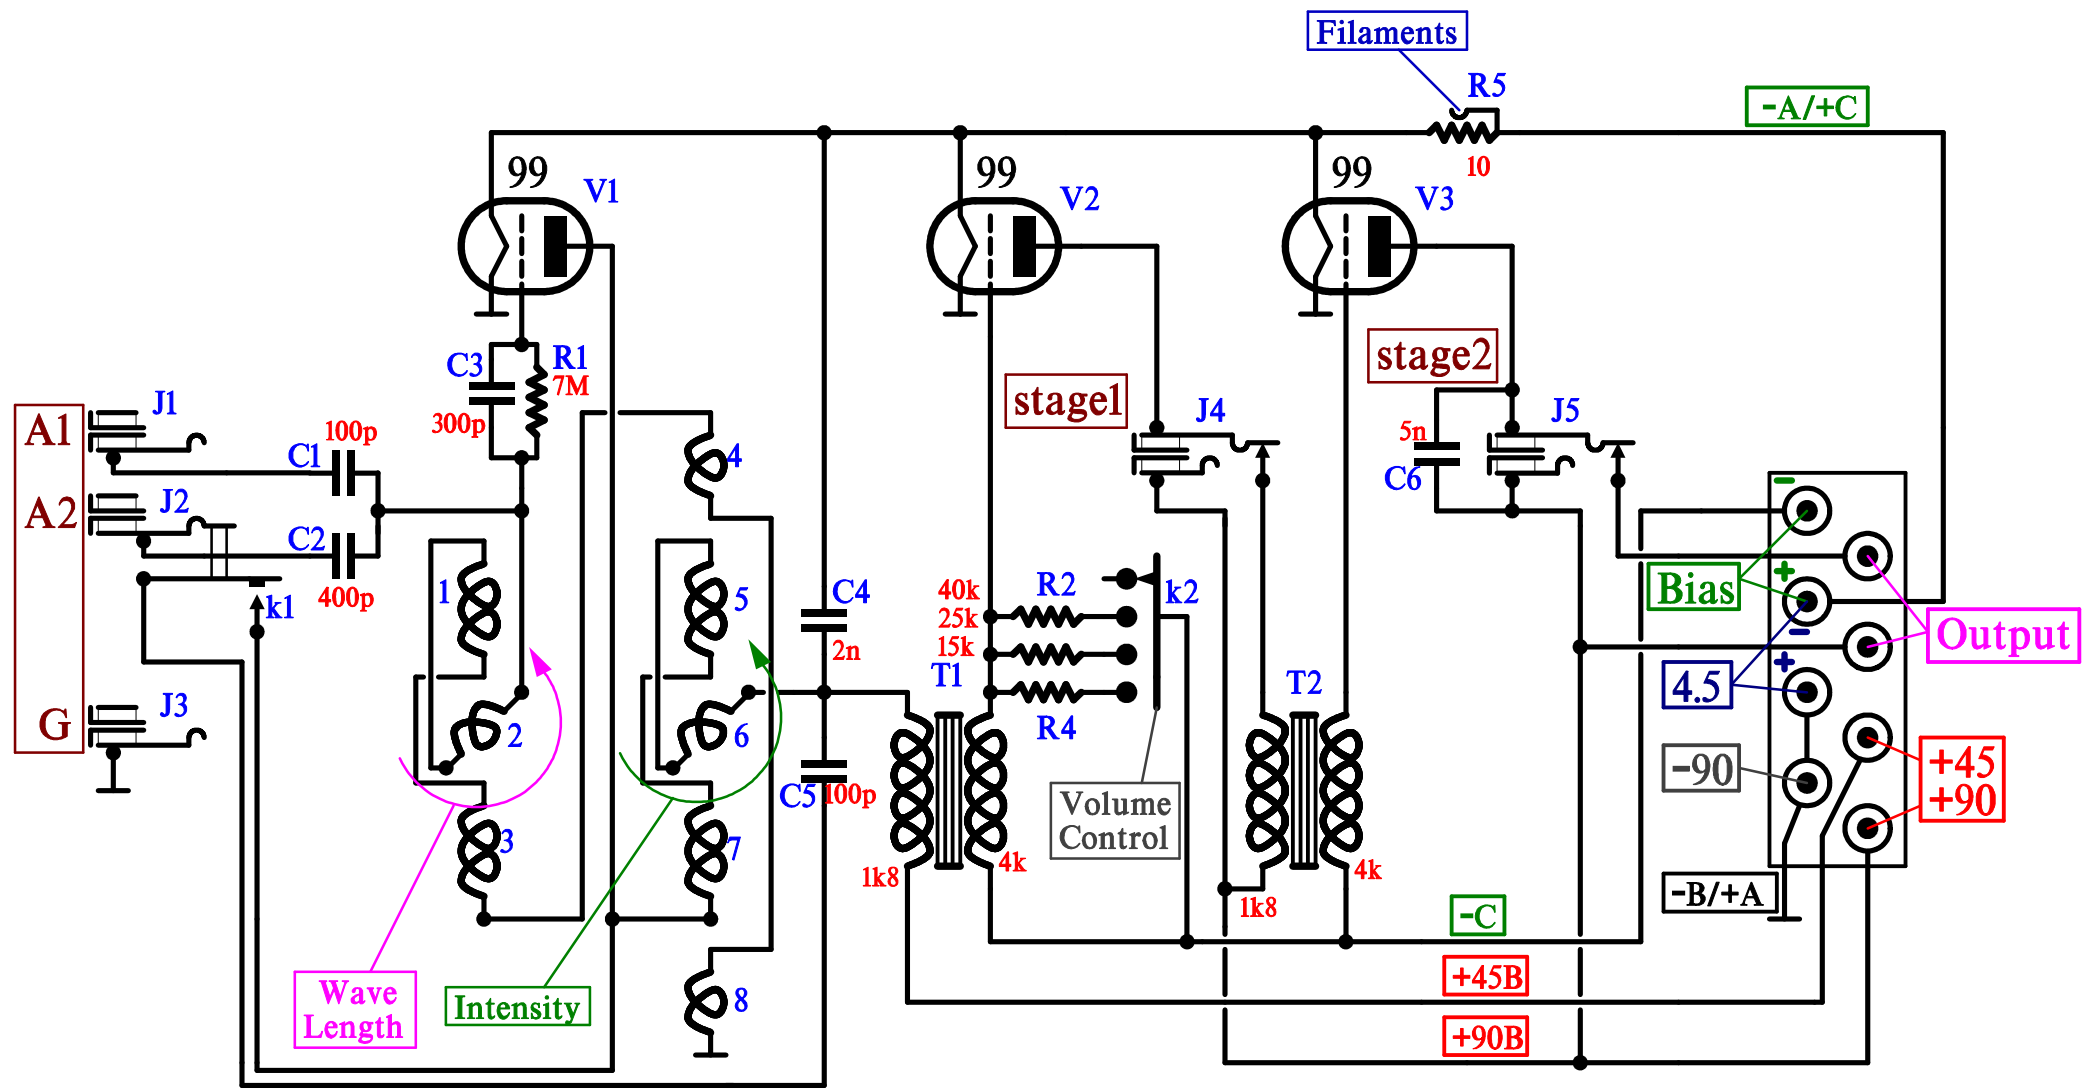 Filaments
R5
-A/+C
10
99
V1
99
V2
99
V3
C3
R1
7M
300p
stage1
stage2
A1
J1
100p
C1
4
J4
5n
C6
J5
A2
J2
C2
400p
k1
1
5
C4
2n
40k
25k
15k
T1
R2
k2
R4
T2
−
+
−
+
Bias
Output
4.5
-90
+45
+90
G
J3
2
6
C5
100p
Volume
Control
3
7
1k8
4k
1k8
4k
-B/+A
-C
Wave
Length
Intensity
8
+45B
+90B